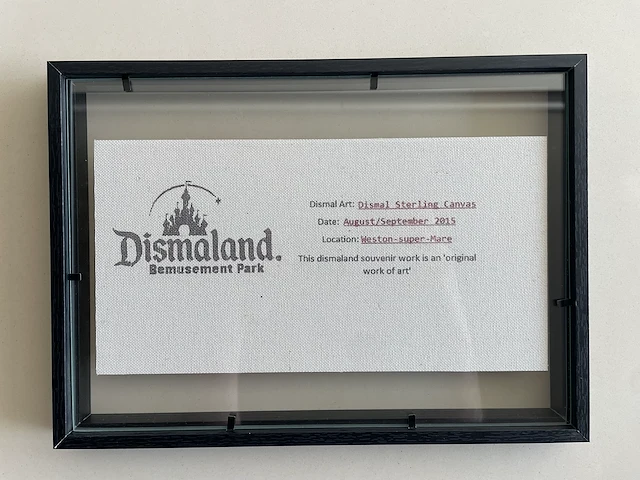 Dismaland.
Bemusement Park
Dismal Art: Dismal Sterling Canvas
Date: August/September 2015
Location: Weston-super-Mare
This dismaland souvenir work is an 'original
work of art'